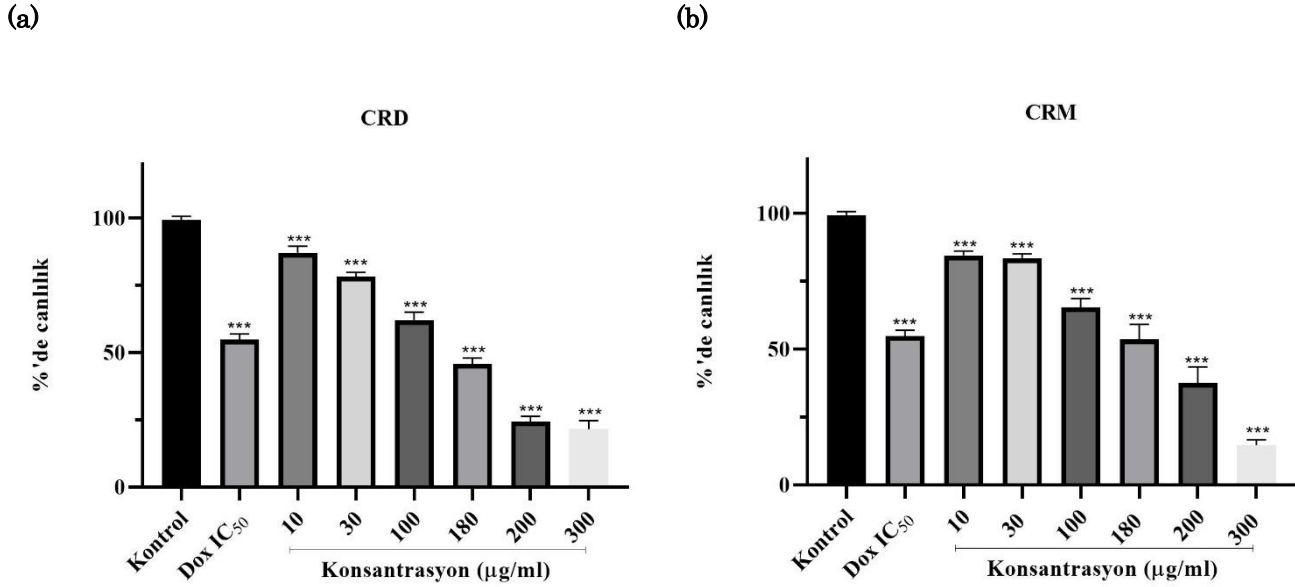 (a)
CRD
%'de canlılık
100
50
0
***
***
***
***
***
***
***
Kontrol
Dox IC₅₀
10
30
100
180
200
300
Konsantrasyon (μg/ml)
(b)
CRM
%'de canlılık
100
50
0
***
***
***
***
***
***
***
Kontrol
Dox IC₅₀
10
30
100
180
200
300
Konsantrasyon (μg/ml)